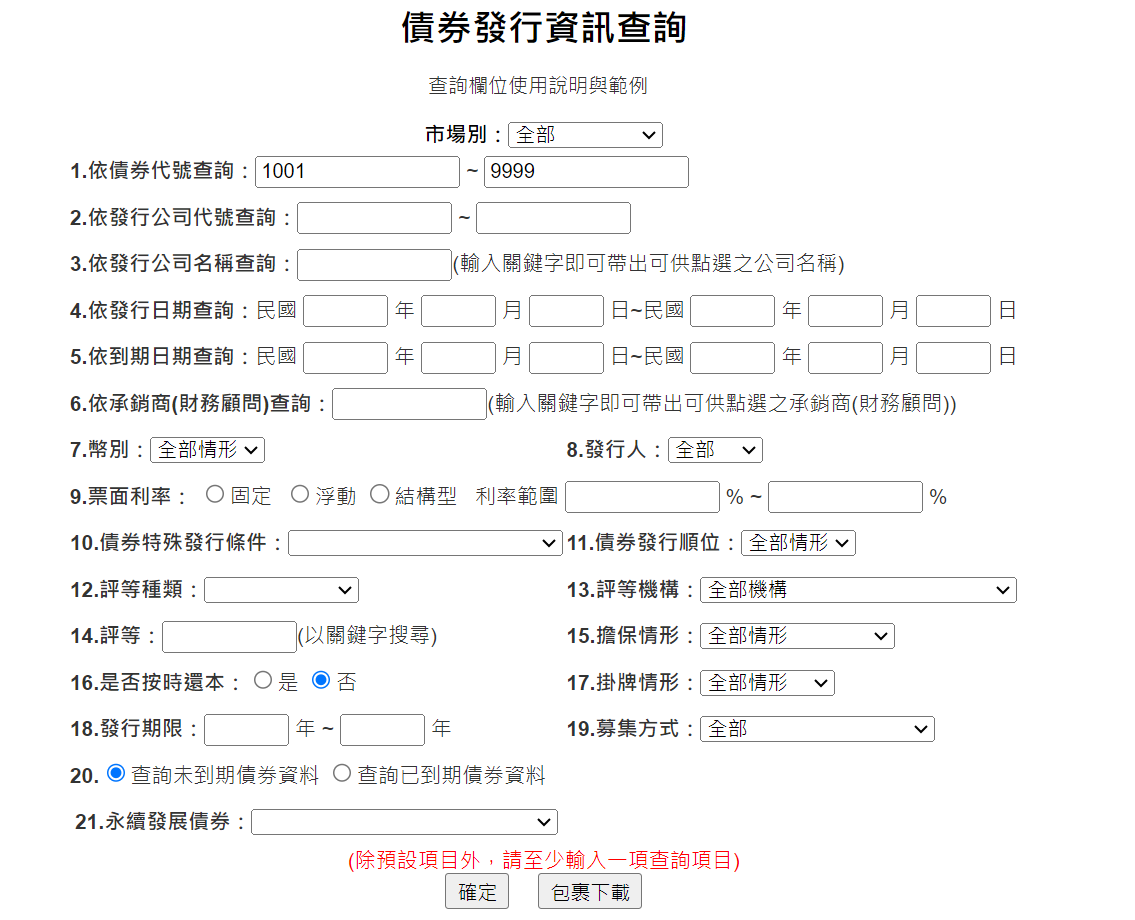 債券發行資訊查詢
查詢欄位使用說明與範例
市場別：全部
1.依債券代號查詢：1001 ~ 9999
2.依發行公司代號查詢： ~
3.依發行公司名稱查詢：(輸入關鍵字即可帶出可供點選之公司名稱)
4.依發行日期查詢：民國 年 月 日~民國 年 月 日
5.依到期日期查詢：民國 年 月 日~民國 年 月 日
6.依承銷商(財務顧問)查詢：(輸入關鍵字即可帶出可供點選之承銷商(財務顧問))
7.幣別：全部情形 8.發行人：全部
9.票面利率： 固定 浮動 結構型 利率範圍 % ~ %
10.債券特殊發行條件： 11.債券發行順位：全部情形
12.評等種類： 13.評等機構：全部機構
14.評等：(以關鍵字搜尋) 15.擔保情形：全部情形
16.是否按時還本： 是 否 17.掛牌情形：全部情形
18.發行期限： 年 ~ 年 19.募集方式：全部
20. 查詢未到期債券資料 查詢已到期債券資料
21.永續發展債券：
(除預設項目外，請至少輸入一項查詢項目)
確定 包裹下載